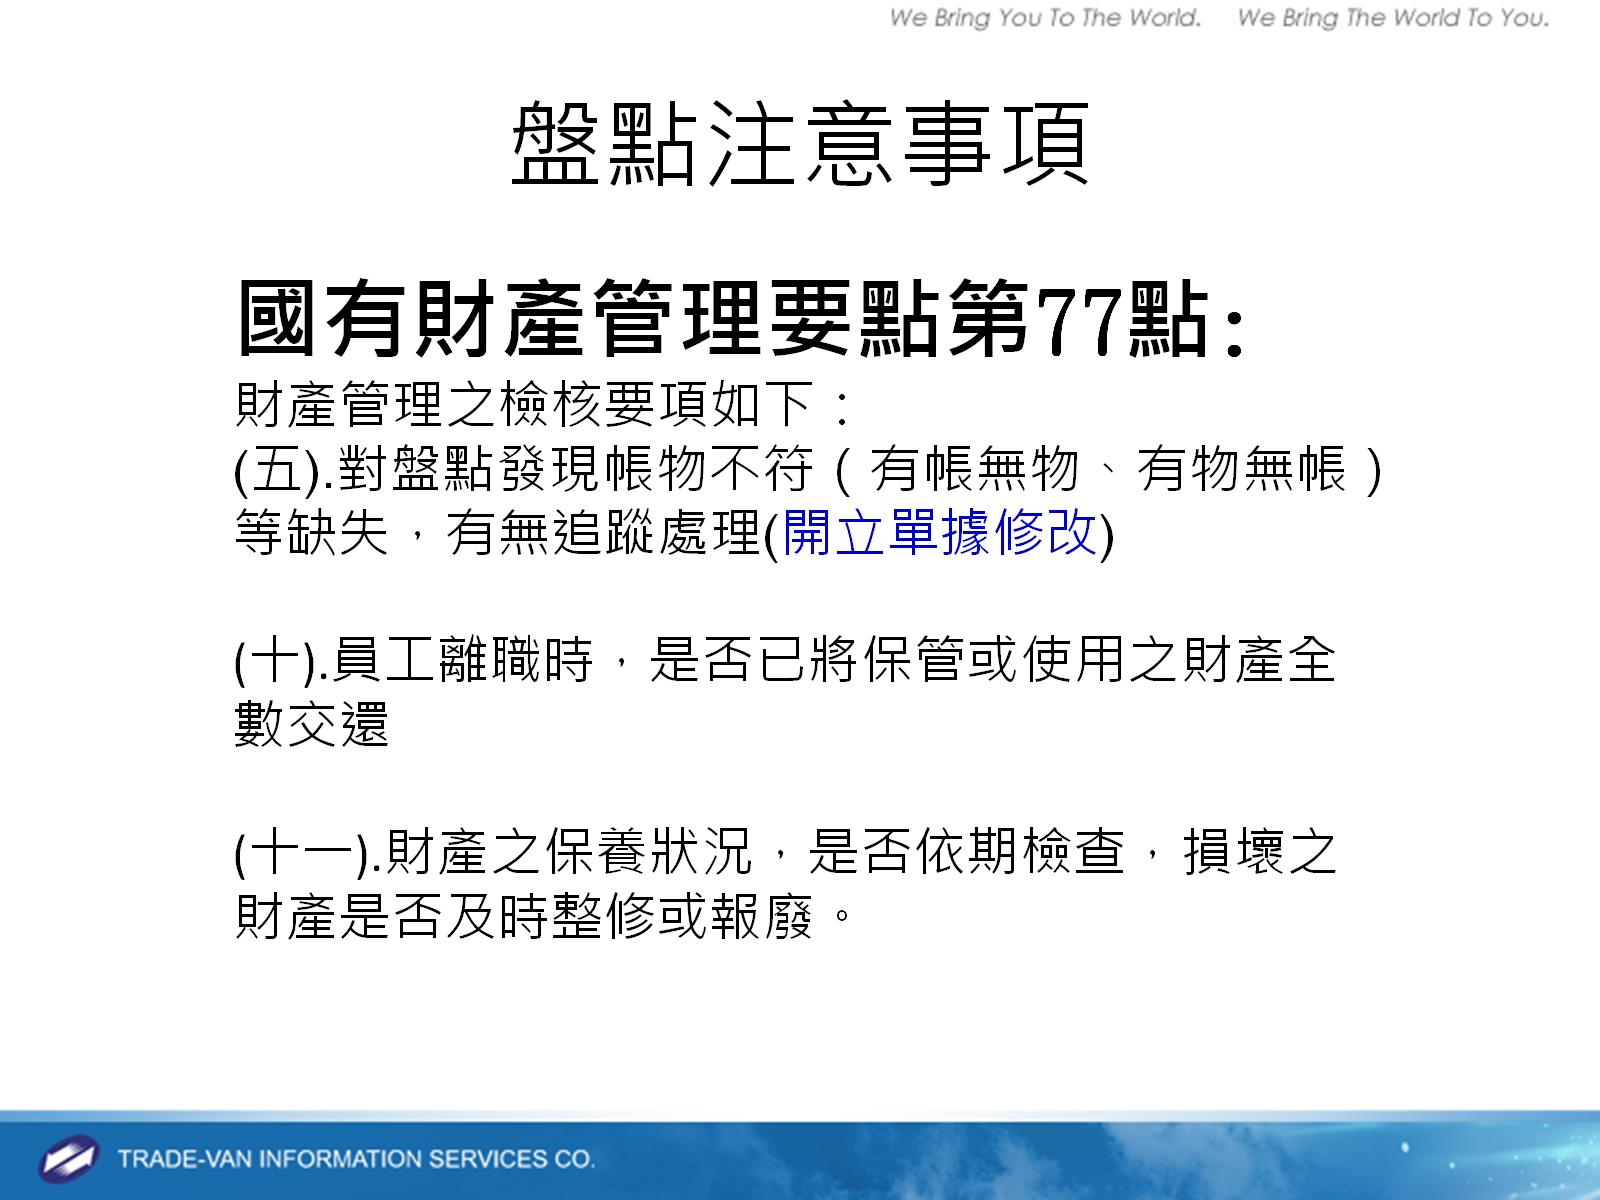 We Bring You To The World. We Bring The World To You.
盤點注意事項
國有財產管理要點第77點:
財產管理之檢核要項如下：
(五).對盤點發現帳物不符（有帳無物、有物無帳）
等缺失，有無追蹤處理(開立單據修改)
(十).員工離職時，是否已將保管或使用之財產全
數交還
(十一).財產之保養狀況，是否依期檢查，損壞之
財產是否及時整修或報廢。
TRADE-VAN INFORMATION SERVICES CO.